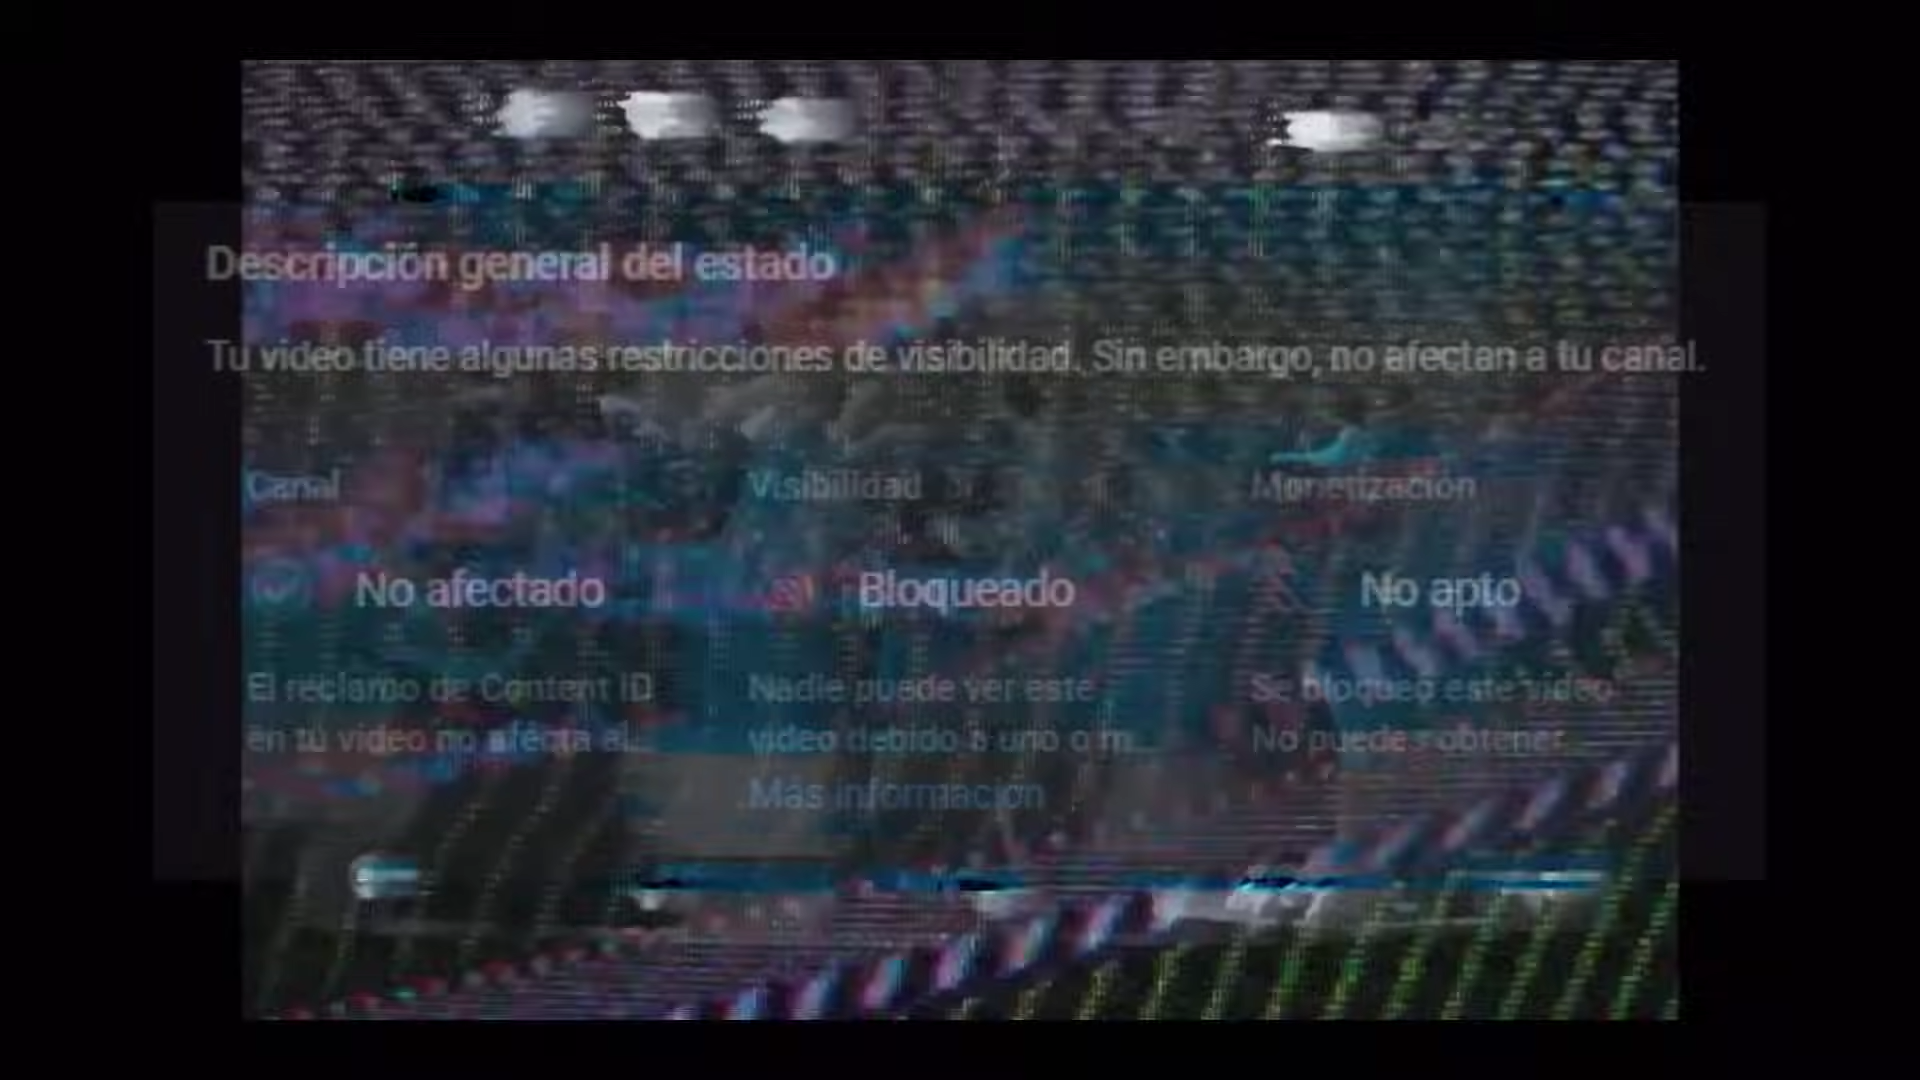 Descripción general del estado
Tu video tiene algunas restricciones de visibilidad. Sin embargo, no afectan a tu canal.
Canal
Visibilidad
Monetización
No afectado
Bloqueado
No apto
El reclamo de Content ID
en tu video no afecta al...
Nadie puede ver este
video debido a uno o m...
Más información
Se bloqueó este video
No puedes obtener